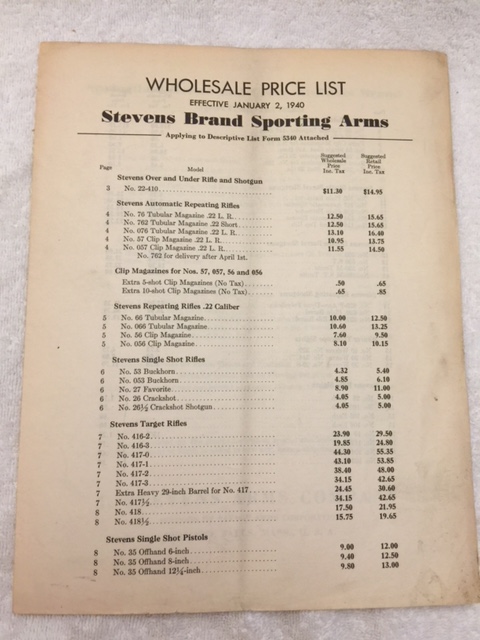 WHOLESALE PRICE LIST
EFFECTIVE JANUARY 2, 1940
Stevens Brand Sporting Arms
Applying to Descriptive List Form 5340 Attached
Page Model Suggested Wholesale Price Inc. Tax Suggested Retail Price Inc. Tax
Stevens Over and Under Rifle and Shotgun
3 No. 22-410 $11.30 $14.95
Stevens Automatic Repeating Rifles
4 No. 76 Tubular Magazine .22 L. R. 12.50 15.65
4 No. 762 Tubular Magazine .22 Short 12.50 15.65
4 No. 076 Tubular Magazine .22 L. R. 13.10 16.40
4 No. 57 Clip Magazine .22 L. R. 10.95 13.75
4 No. 057 Clip Magazine .22 L. R. 11.55 14.50
No. 762 for delivery after April 1st.
Clip Magazines for Nos. 57, 057, 56 and 056
Extra 5-shot Clip Magazines (No Tax) .50 .65
Extra 10-shot Clip Magazines (No Tax) .65 .85
Stevens Repeating Rifles .22 Caliber
5 No. 66 Tubular Magazine 10.00 12.50
5 No. 066 Tubular Magazine 10.60 13.25
5 No. 56 Clip Magazine 7.60 9.50
5 No. 056 Clip Magazine 8.10 10.15
Stevens Single Shot Rifles
6 No. 53 Buckhorn 4.32 5.40
6 No. 053 Buckhorn 4.85 6.10
6 No. 27 Favorite 8.90 11.00
6 No. 26 Crackshot 4.05 5.00
6 No. 26½ Crackshot Shotgun 4.05 5.00
Stevens Target Rifles
7 No. 416-2 23.90 29.50
7 No. 416-3 19.85 24.80
7 No. 417-0 44.30 55.35
7 No. 417-1 43.10 53.85
7 No. 417-2 38.40 48.00
7 No. 417-3 34.15 42.65
7 Extra Heavy 29-inch Barrel for No. 417 24.45 30.60
7 No. 417½ 34.15 42.65
8 No. 418 17.50 21.95
8 No. 418½ 15.75 19.65
Stevens Single Shot Pistols
8 No. 35 Offhand 6-inch 9.00 12.00
8 No. 35 Offhand 8-inch 9.40 12.50
8 No. 35 Offhand 12¼-inch 9.80 13.00